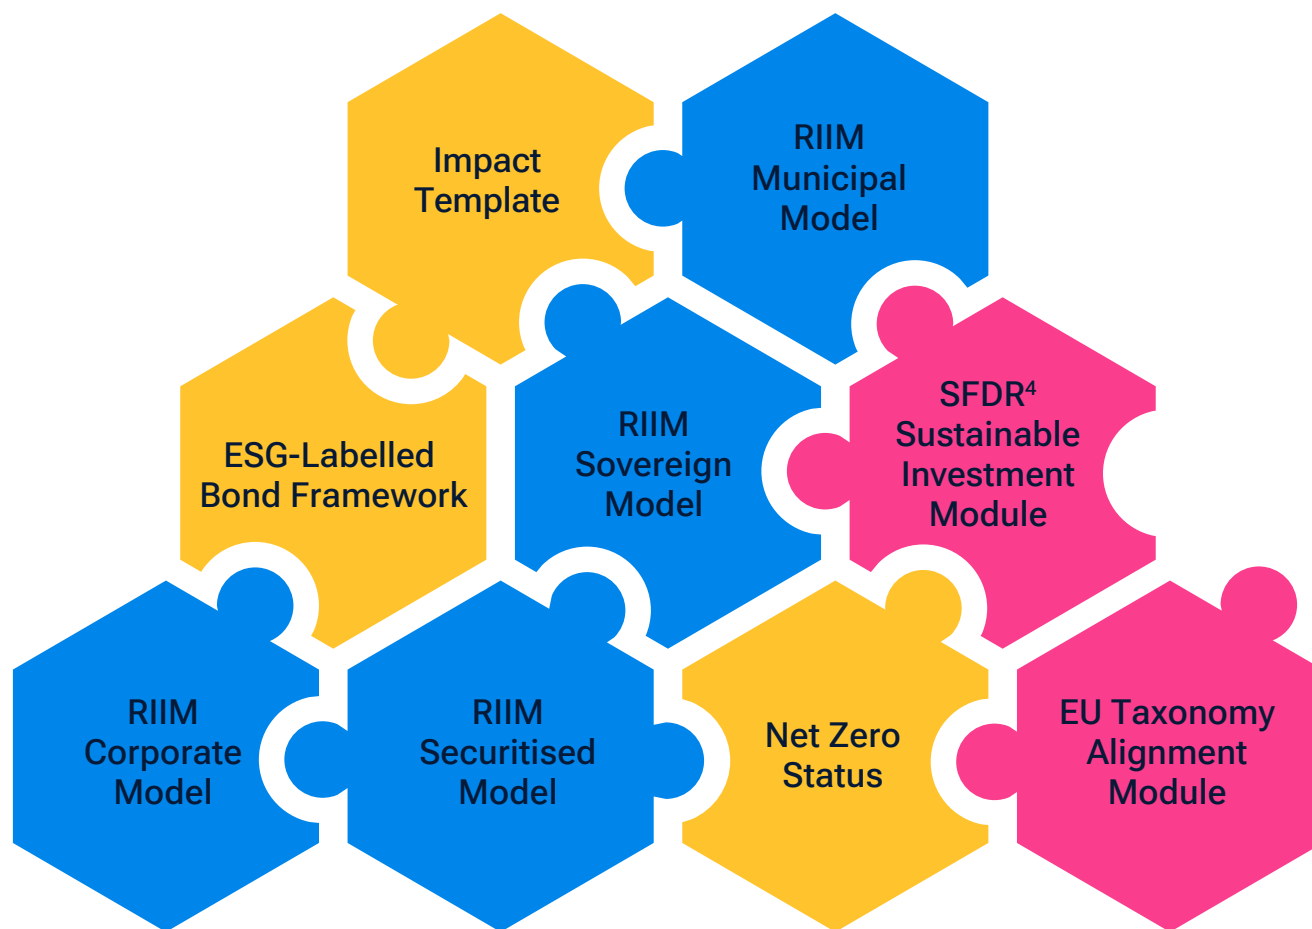 Impact
Template
RIIM
Municipal
Model
ESG-Labelled
Bond Framework
RIIM
Sovereign
Model
SFDR⁴
Sustainable
Investment
Module
RIIM
Corporate
Model
RIIM
Securitised
Model
Net Zero
Status
EU Taxonomy
Alignment
Module